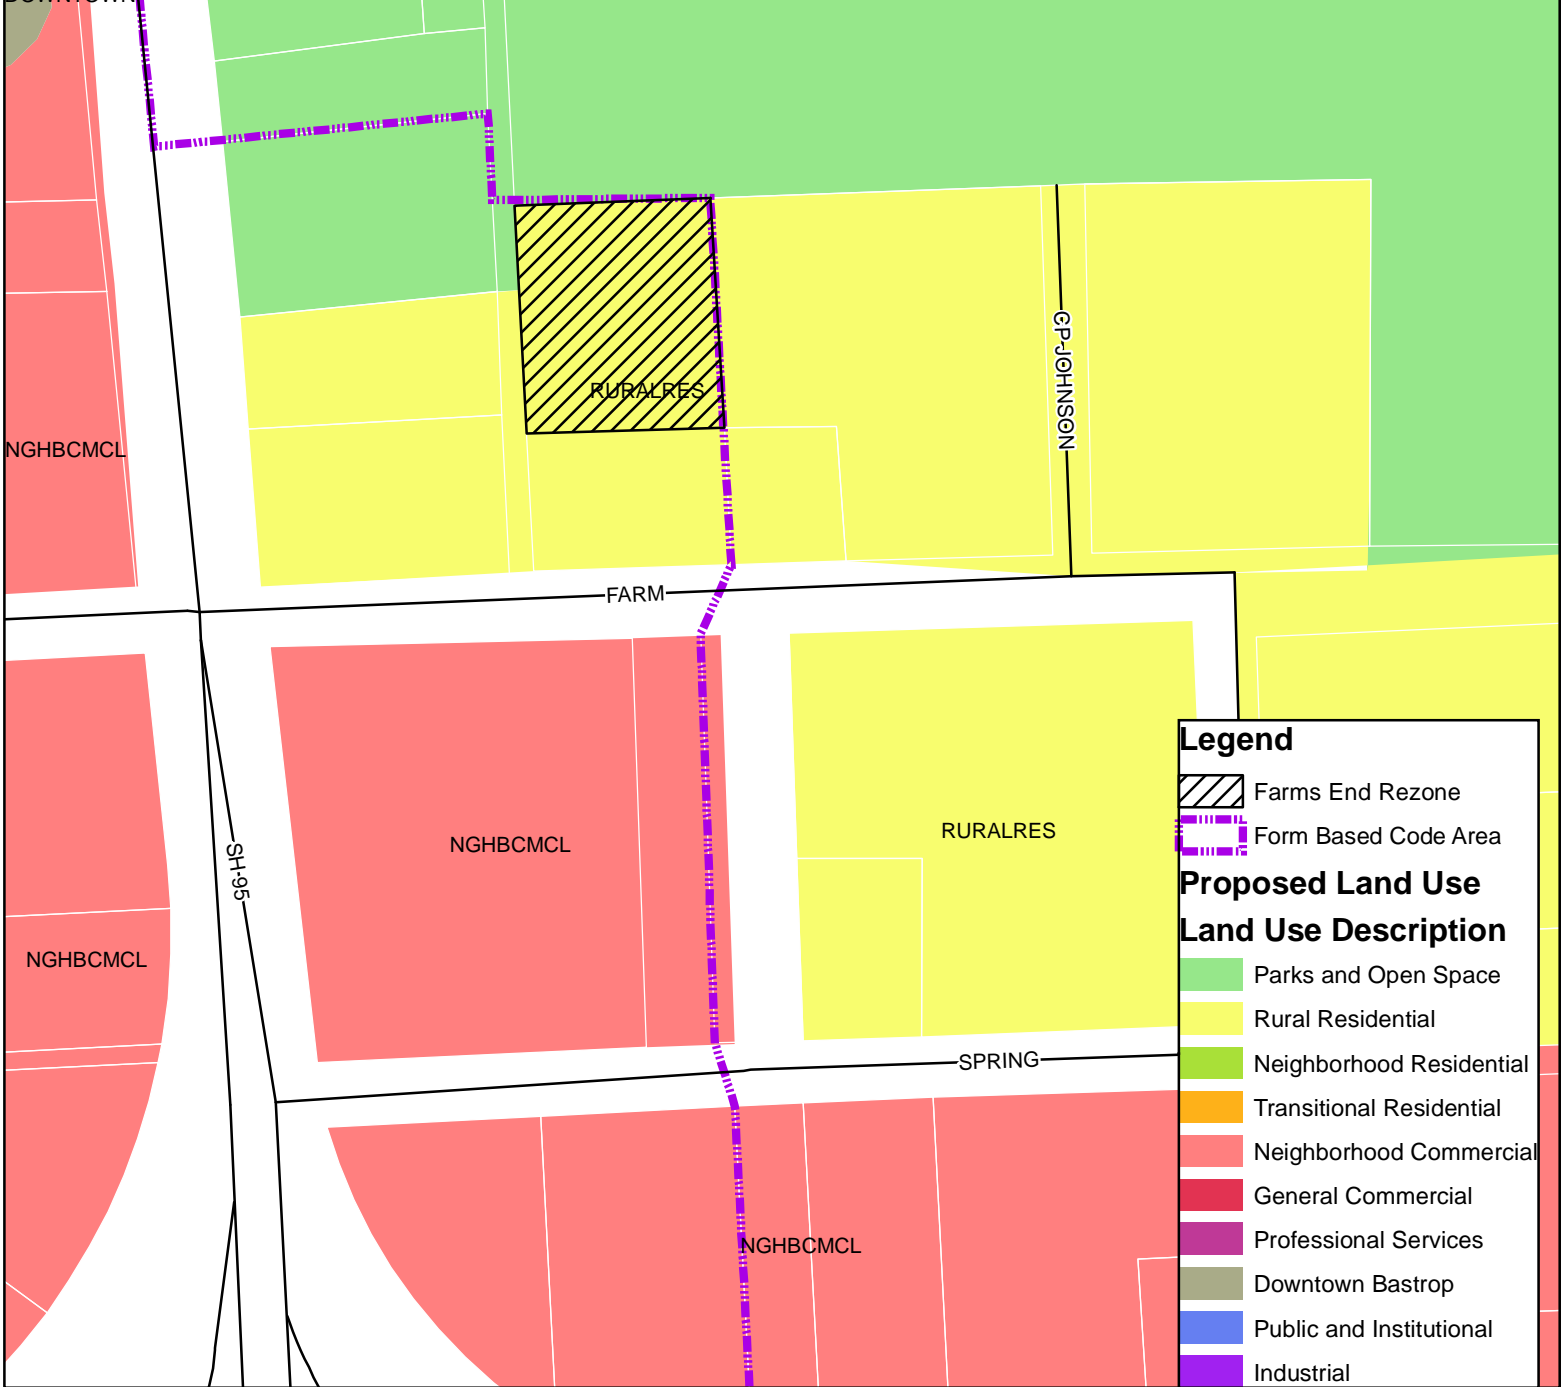 DOWNTOWN
RURALRES
CP-JOHNSON
NGHBCMCL
FARM
SH-95
NGHBCMCL
RURALRES
NGHBCMCL
SPRING
NGHBCMCL
Legend
Farms End Rezone
Form Based Code Area
Proposed Land Use
Land Use Description
Parks and Open Space
Rural Residential
Neighborhood Residential
Transitional Residential
Neighborhood Commercial
General Commercial
Professional Services
Downtown Bastrop
Public and Institutional
Industrial